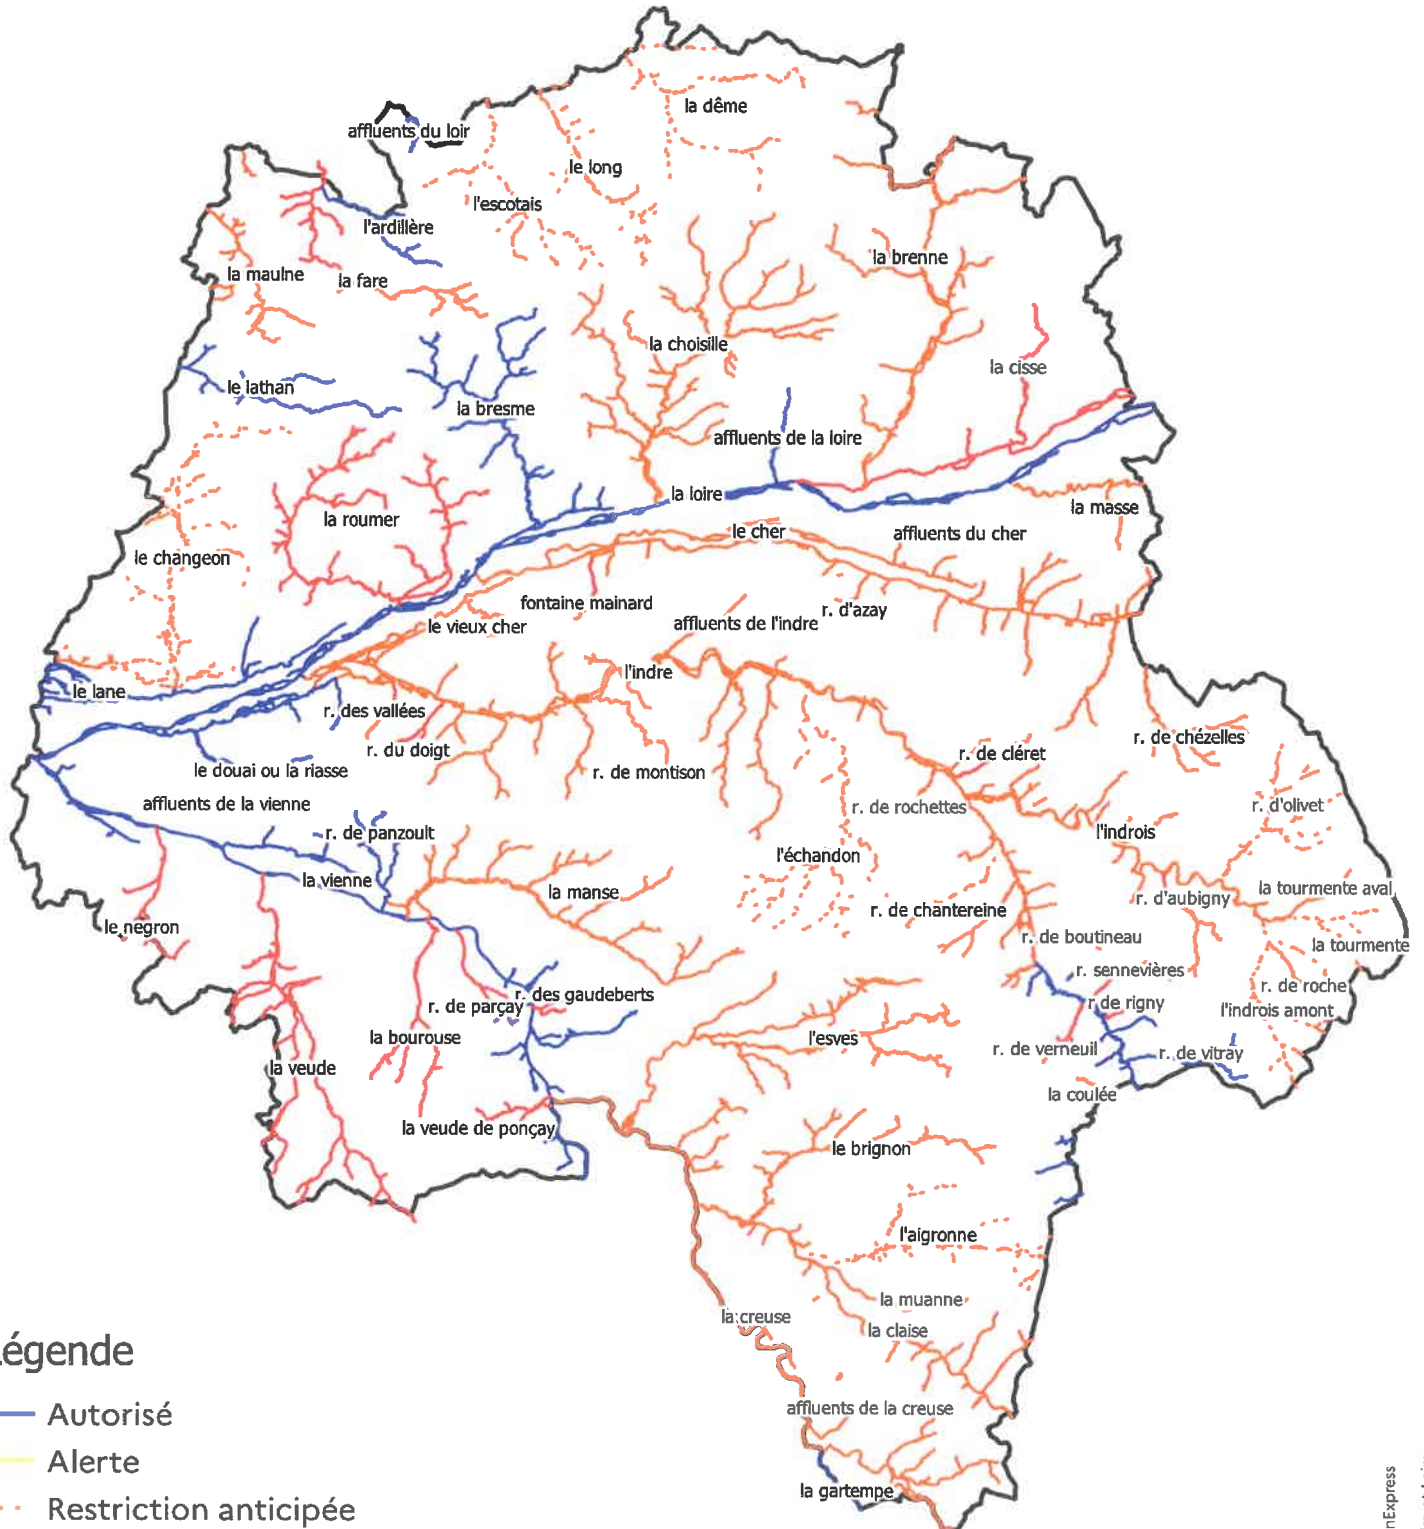 la dême
affluents du loir
le long
l'escotais
l'ardillère
la brenne
la maulne
la fare
la choisille
la cisse
le lathan
la bresme
affluents de la loire
la loire
la masse
la roumer
le cher
affluents du cher
le changeon
fontaine mainard
r. d'azay
le vieux cher
affluents de l'indre
l'indre
le lane
r. des vallées
r. de chézelles
r. du doigt
r. de cléret
le douai ou la riasse
r. de montison
affluents de la vienne
r. de rochettes
r. d'olivet
r. de panzoult
l'indrois
l'échandon
la vienne
la manse
la tourmente aval
r. d'aubigny
r. de chantereine
le negron
r. de boutineau
la tourmente
r. sennevières
r. de roche
r. des gaudeberts
r. de parçay
r de rigny
l'indrois amont
la bourouse
l'esves
r. de verneuil
r. de vitray
la veude
la coulée
la veude de ponçay
le brignon
l'aigronne
la muanne
la creuse
la claise
affluents de la creuse
la gartempe
égende
Autorisé
Alerte
Restriction anticipée
nExpress